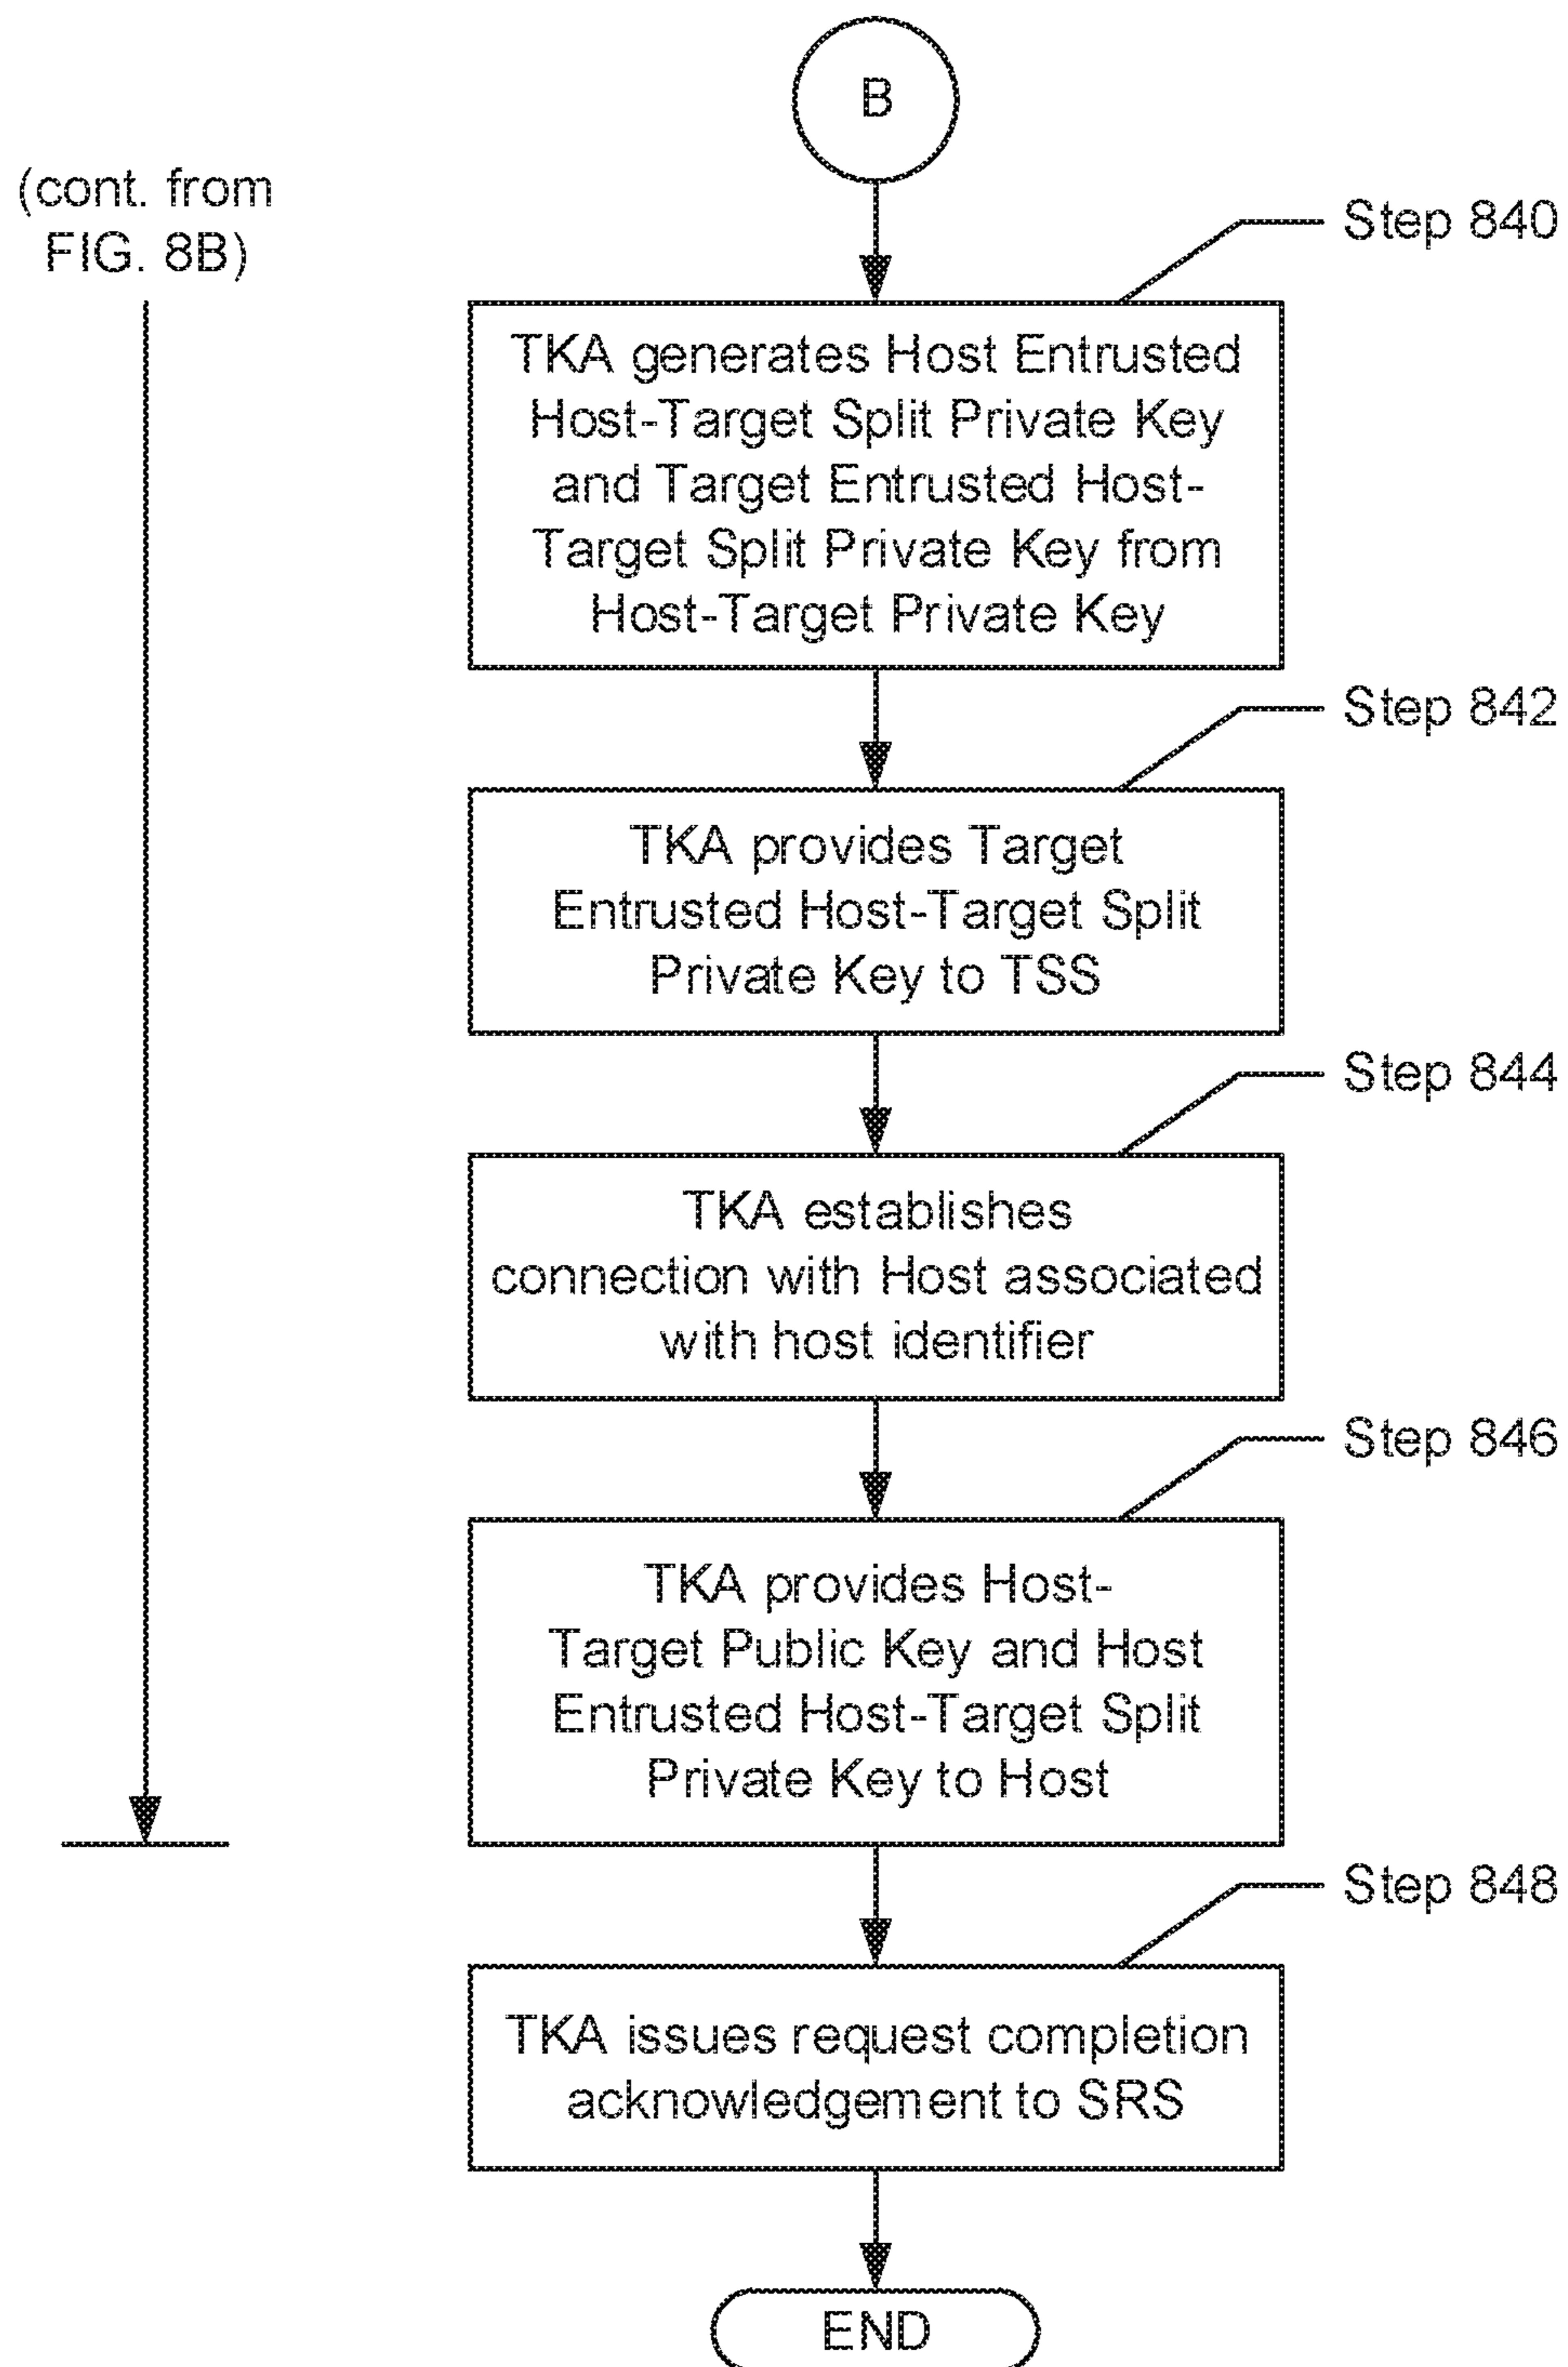 B
(cont. from
FIG. 8B)
Step 840
TKA generates Host Entrusted
Host-Target Split Private Key
and Target Entrusted Host-
Target Split Private Key from
Host-Target Private Key
Step 842
TKA provides Target
Entrusted Host-Target Split
Private Key to TSS
Step 844
TKA establishes
connection with Host associated
with host identifier
Step 846
TKA provides Host-
Target Public Key and Host
Entrusted Host-Target Split
Private Key to Host
Step 848
TKA issues request completion
acknowledgement to SRS
END